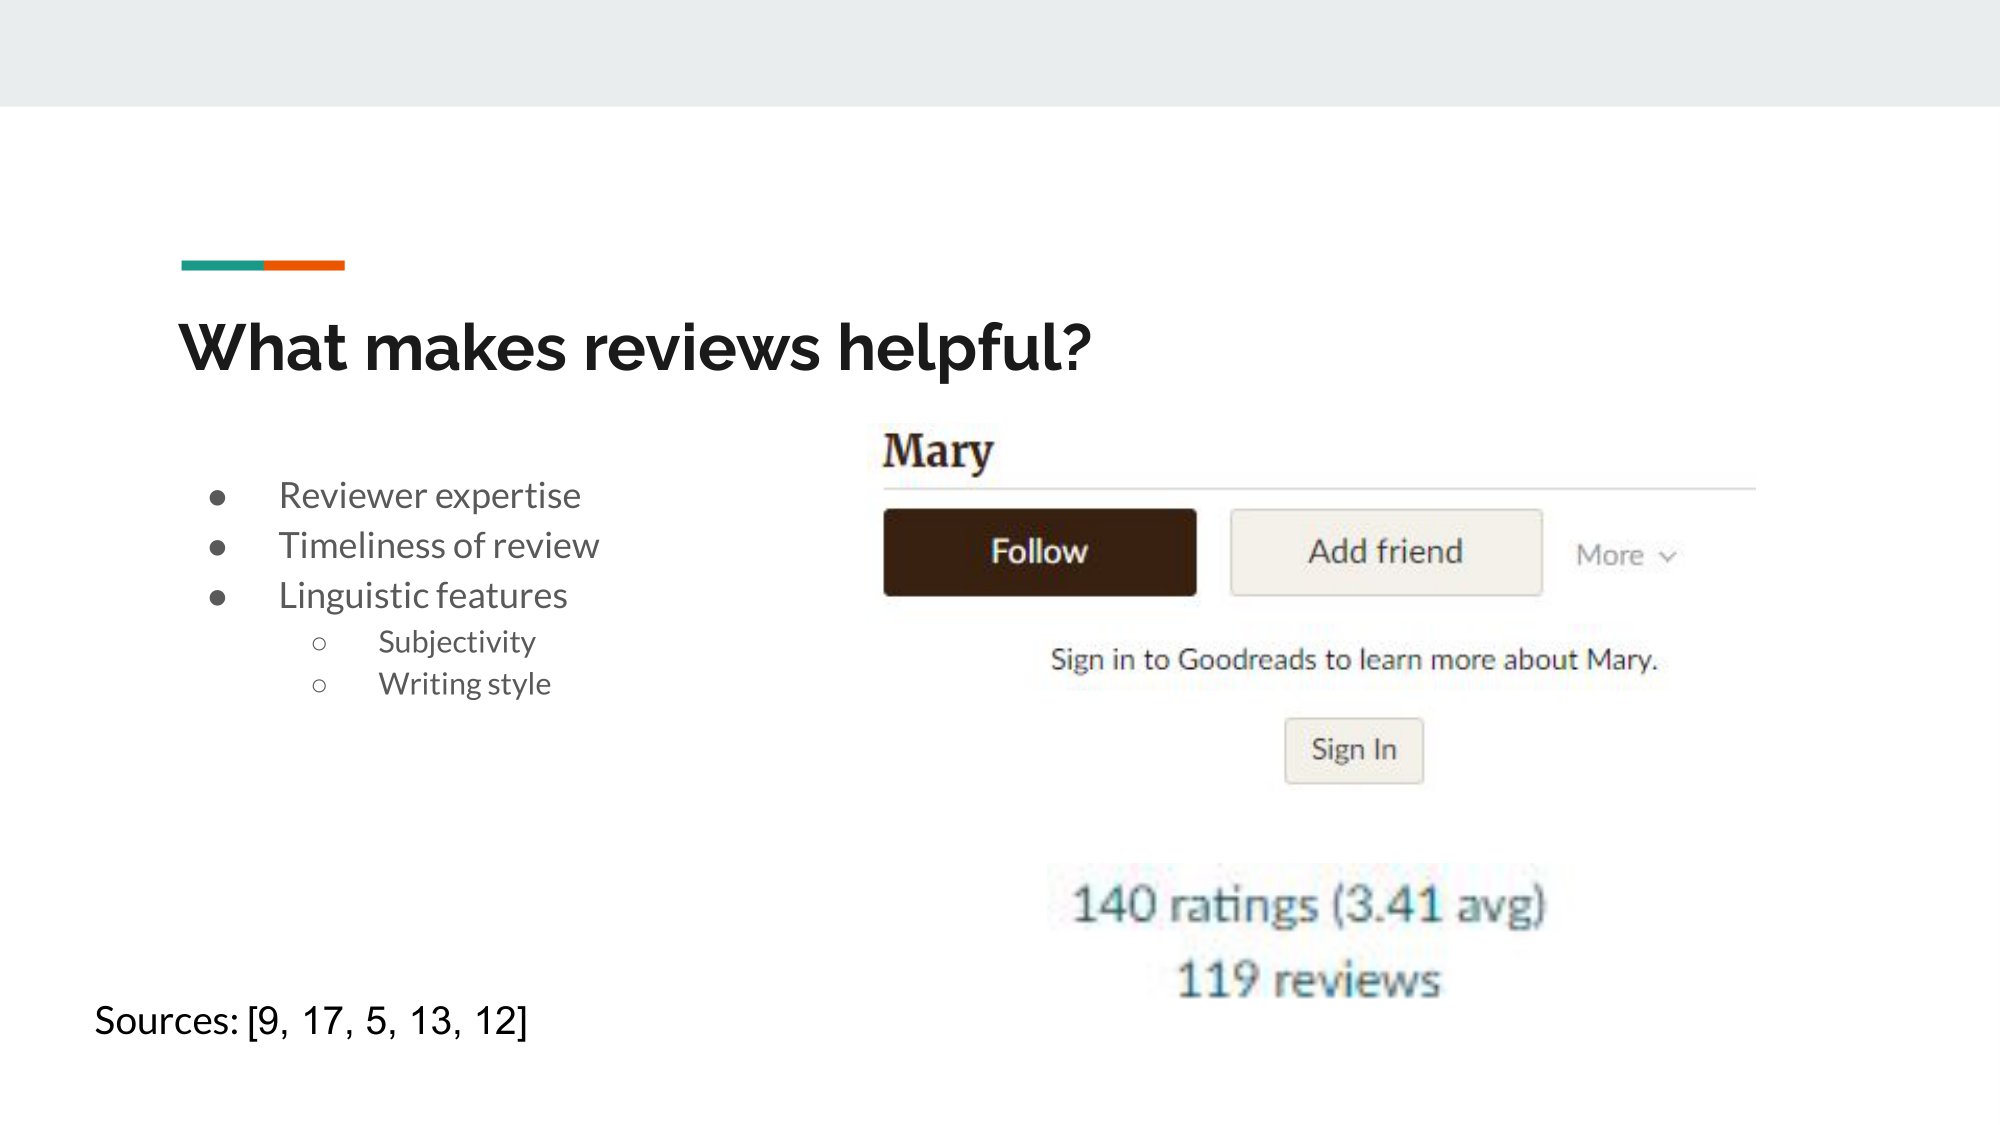 What makes reviews helpful?
● Reviewer expertise
● Timeliness of review
● Linguistic features
○ Subjectivity
○ Writing style
Mary
Follow
Add friend
More
Sign in to Goodreads to learn more about Mary.
Sign In
140 ratings (3.41 avg)
119 reviews
Sources: [9, 17, 5, 13, 12]